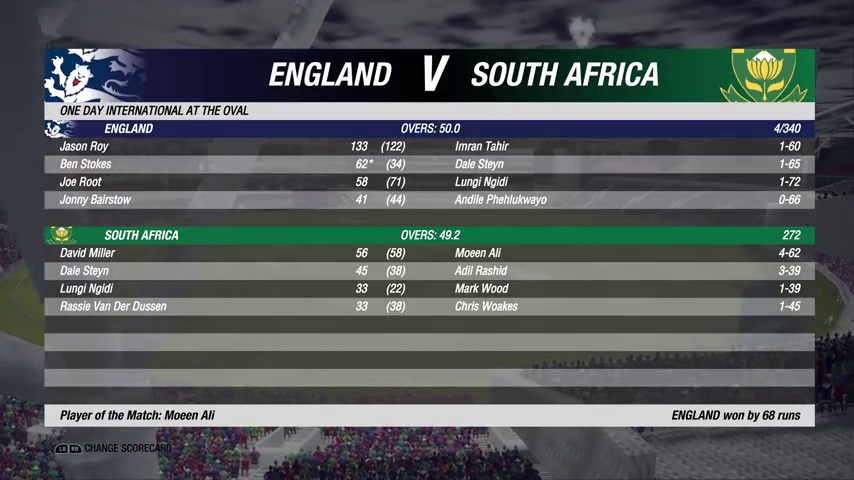 ENGLAND V SOUTH AFRICA
ONE DAY INTERNATIONAL AT THE OVAL
ENGLAND OVERS: 50.0 4/340
Jason Roy 133 (122) Imran Tahir 1-60
Ben Stokes 62* (34) Dale Steyn 1-65
Joe Root 58 (71) Lungi Ngidi 1-72
Jonny Bairstow 41 (44) Andile Phehlukwayo 0-66
SOUTH AFRICA OVERS: 49.2 272
David Miller 56 (58) Moeen Ali 4-62
Dale Steyn 45 (38) Adil Rashid 3-39
Lungi Ngidi 33 (22) Mark Wood 1-39
Rassie Van Der Dussen 33 (38) Chris Woakes 1-45
Player of the Match: Moeen Ali ENGLAND won by 68 runs
LB RB CHANGE SCORECARD